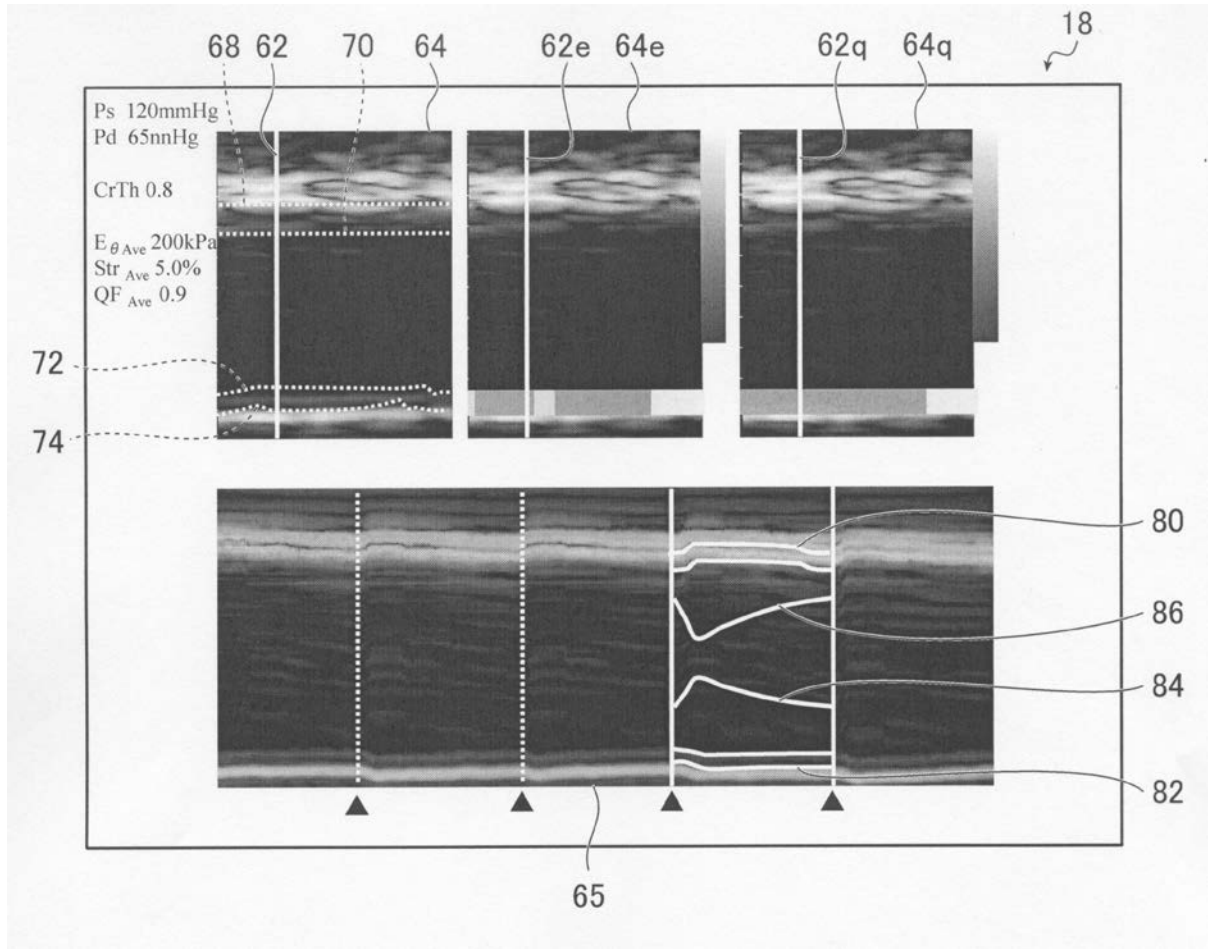 18
68 62 70 64 62e 64e 62q 64q
Ps 120mmHg
Pd 65nnHg
CrTh 0.8
E θ Ave 200kPa
Str Ave 5.0%
QF Ave 0.9
72
74
80
86
84
82
65